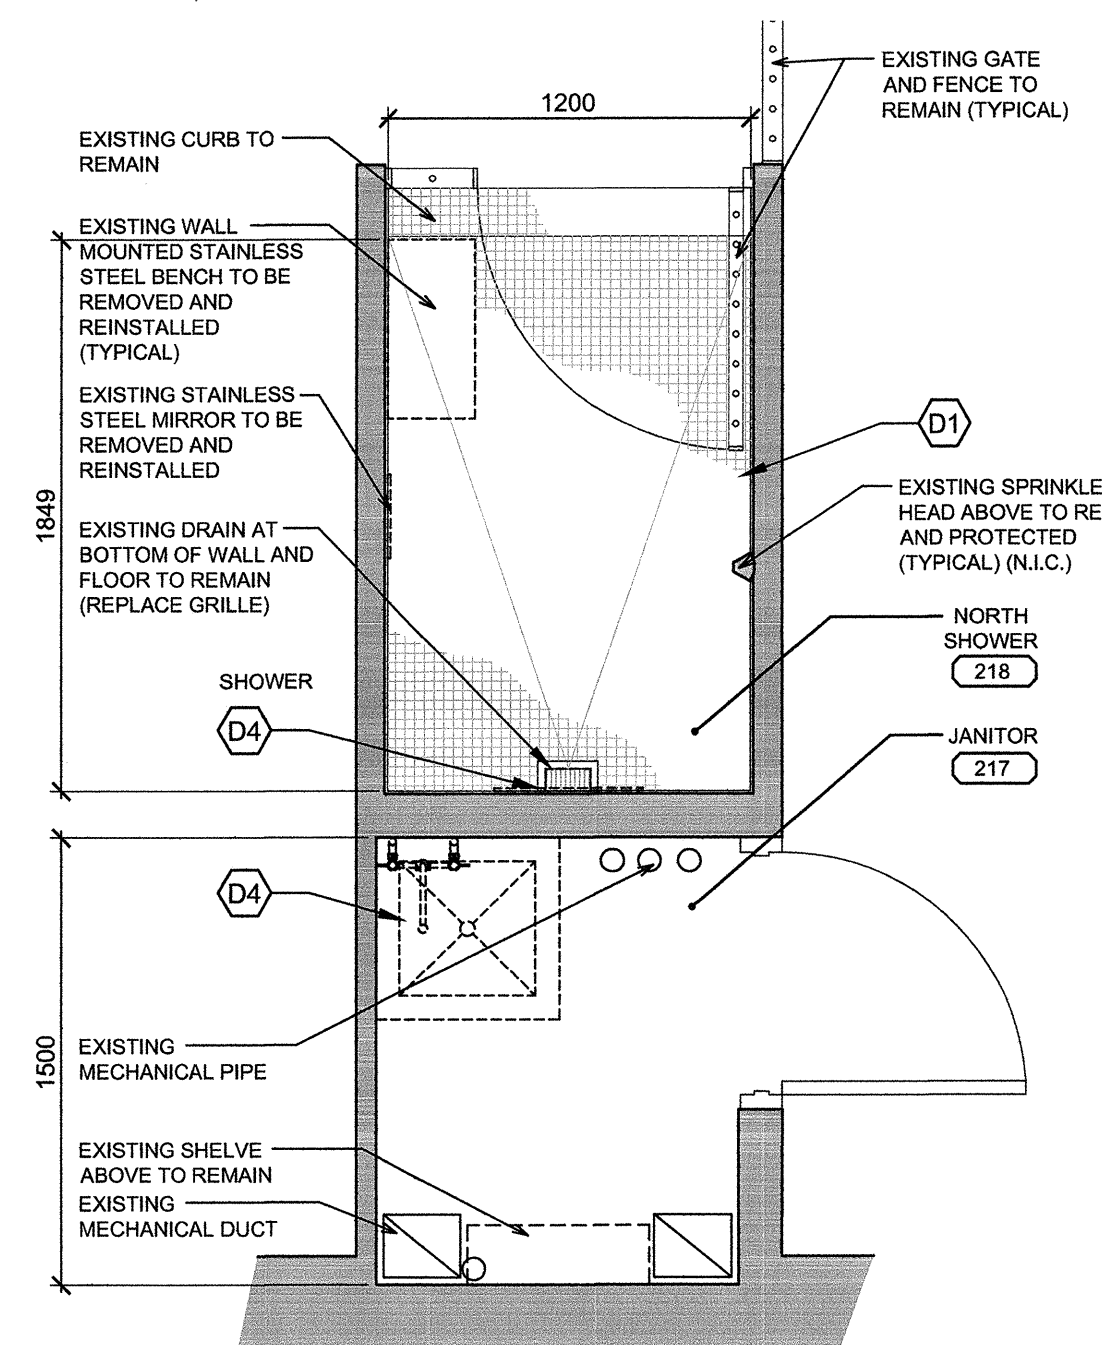 EXISTING GATE
AND FENCE TO
REMAIN (TYPICAL)
1200
EXISTING CURB TO
REMAIN
EXISTING WALL
MOUNTED STAINLESS
STEEL BENCH TO BE
REMOVED AND
REINSTALLED
(TYPICAL)
EXISTING STAINLESS
STEEL MIRROR TO BE
REMOVED AND
REINSTALLED
D1
1849
EXISTING SPRINKLE
HEAD ABOVE TO RE
AND PROTECTED
(TYPICAL) (N.I.C.)
EXISTING DRAIN AT
BOTTOM OF WALL AND
FLOOR TO REMAIN
(REPLACE GRILLE)
NORTH
SHOWER
218
SHOWER
D4
JANITOR
217
D4
1500
EXISTING
MECHANICAL PIPE
EXISTING SHELVE
ABOVE TO REMAIN
EXISTING
MECHANICAL DUCT